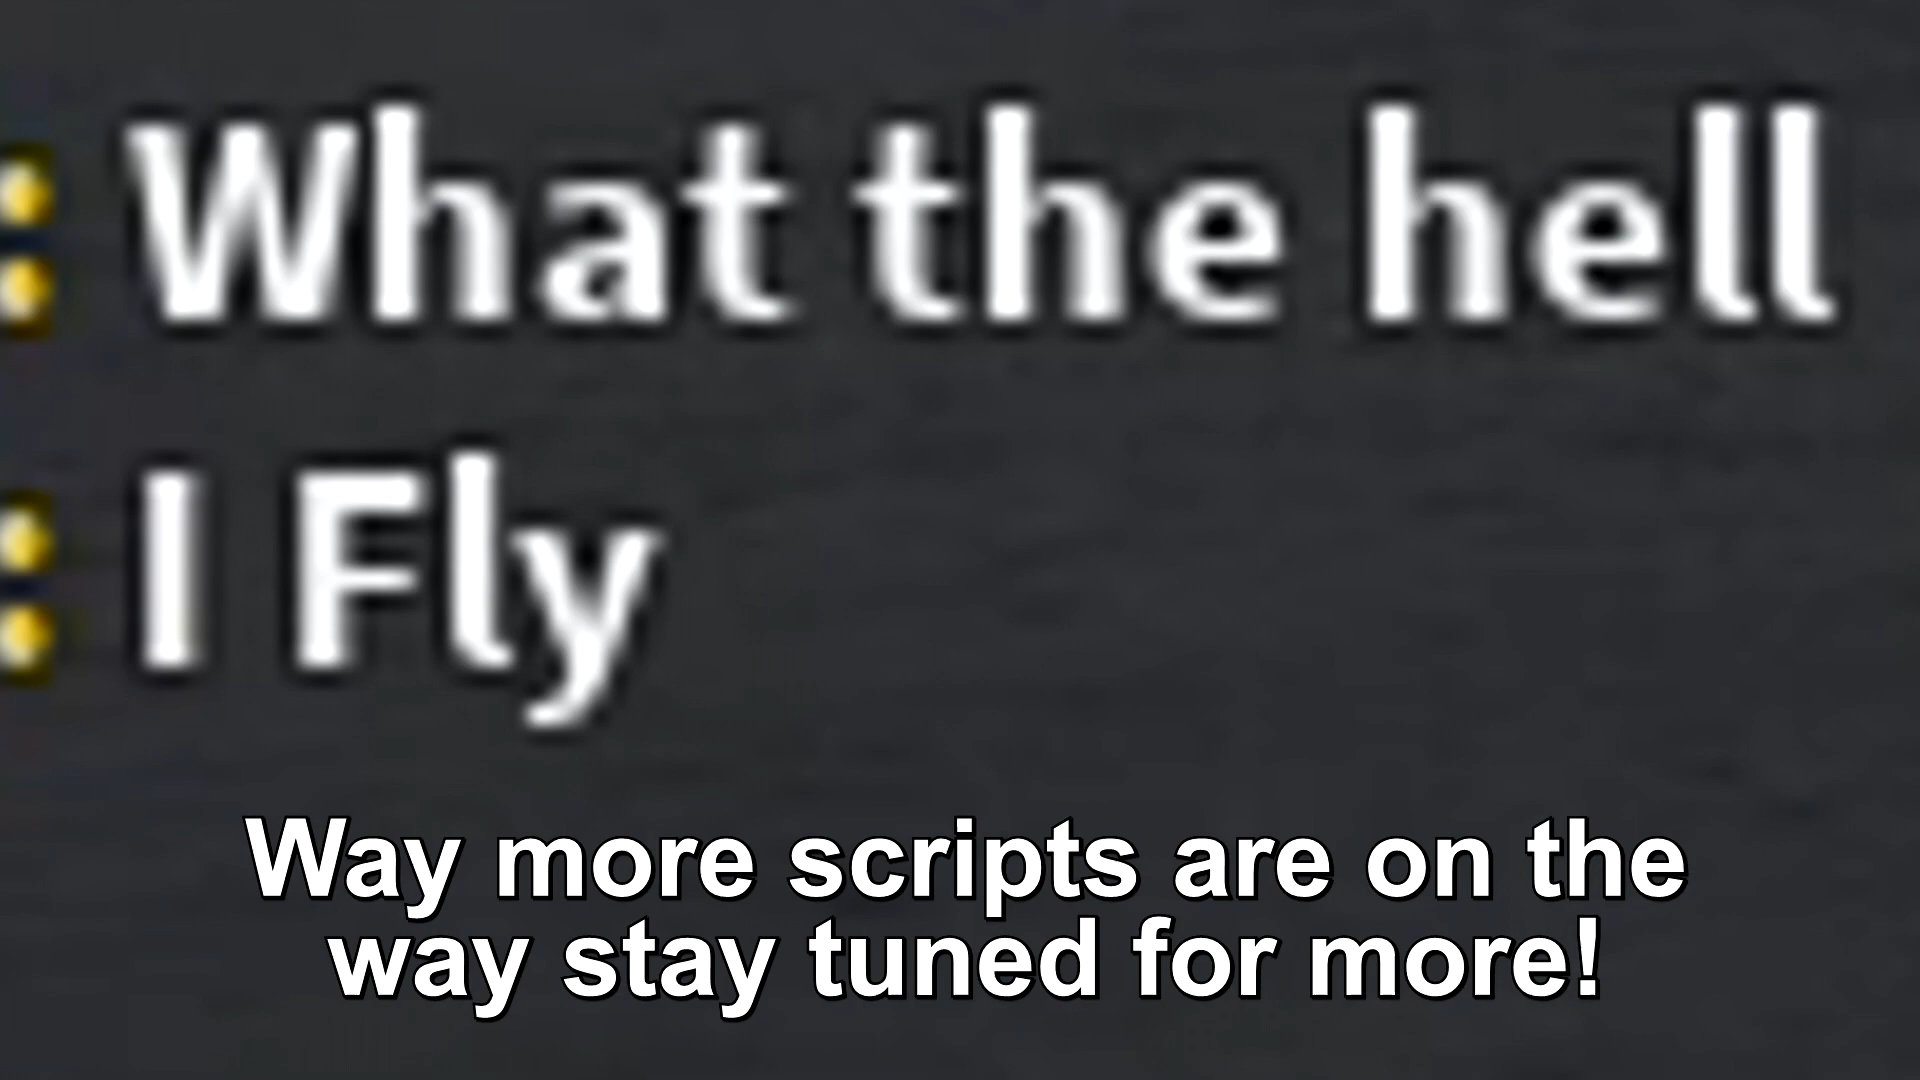 : What the hell
: I Fly
Way more scripts are on the
way stay tuned for more!